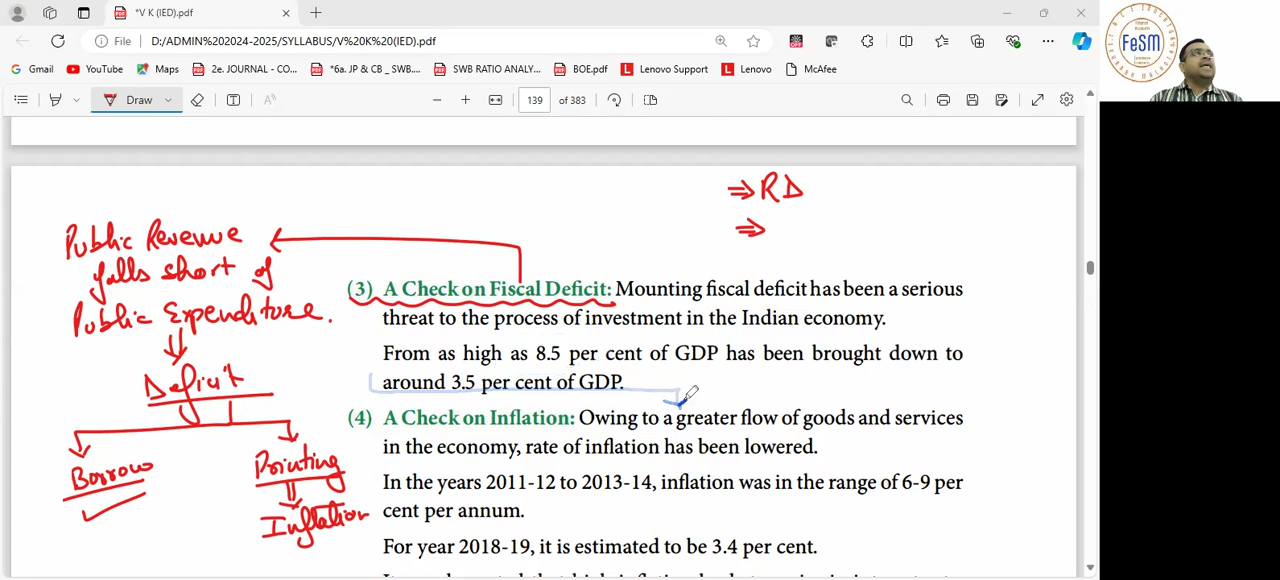 *V K (IED).pdf
File
D:/ADMIN%202024-2025/SYLLABUS/V%20K%20(IED).pdf
Gmail
YouTube
Maps
2e. JOURNAL - CO...
*6a. JP & CB _ SWB....
SWB RATIO ANALY...
BOE.pdf
Lenovo Support
Lenovo
McAfee
Draw
139 of 383
FeSM
⇒ RD
⇒
Public Revenue
falls short of
Public Expenditure.
Deficit
Borrow
Printing
Inflation
(3) A Check on Fiscal Deficit: Mounting fiscal deficit has been a serious
threat to the process of investment in the Indian economy.
From as high as 8.5 per cent of GDP has been brought down to
around 3.5 per cent of GDP.
(4) A Check on Inflation: Owing to a greater flow of goods and services
in the economy, rate of inflation has been lowered.
In the years 2011-12 to 2013-14, inflation was in the range of 6-9 per
cent per annum.
For year 2018-19, it is estimated to be 3.4 per cent.